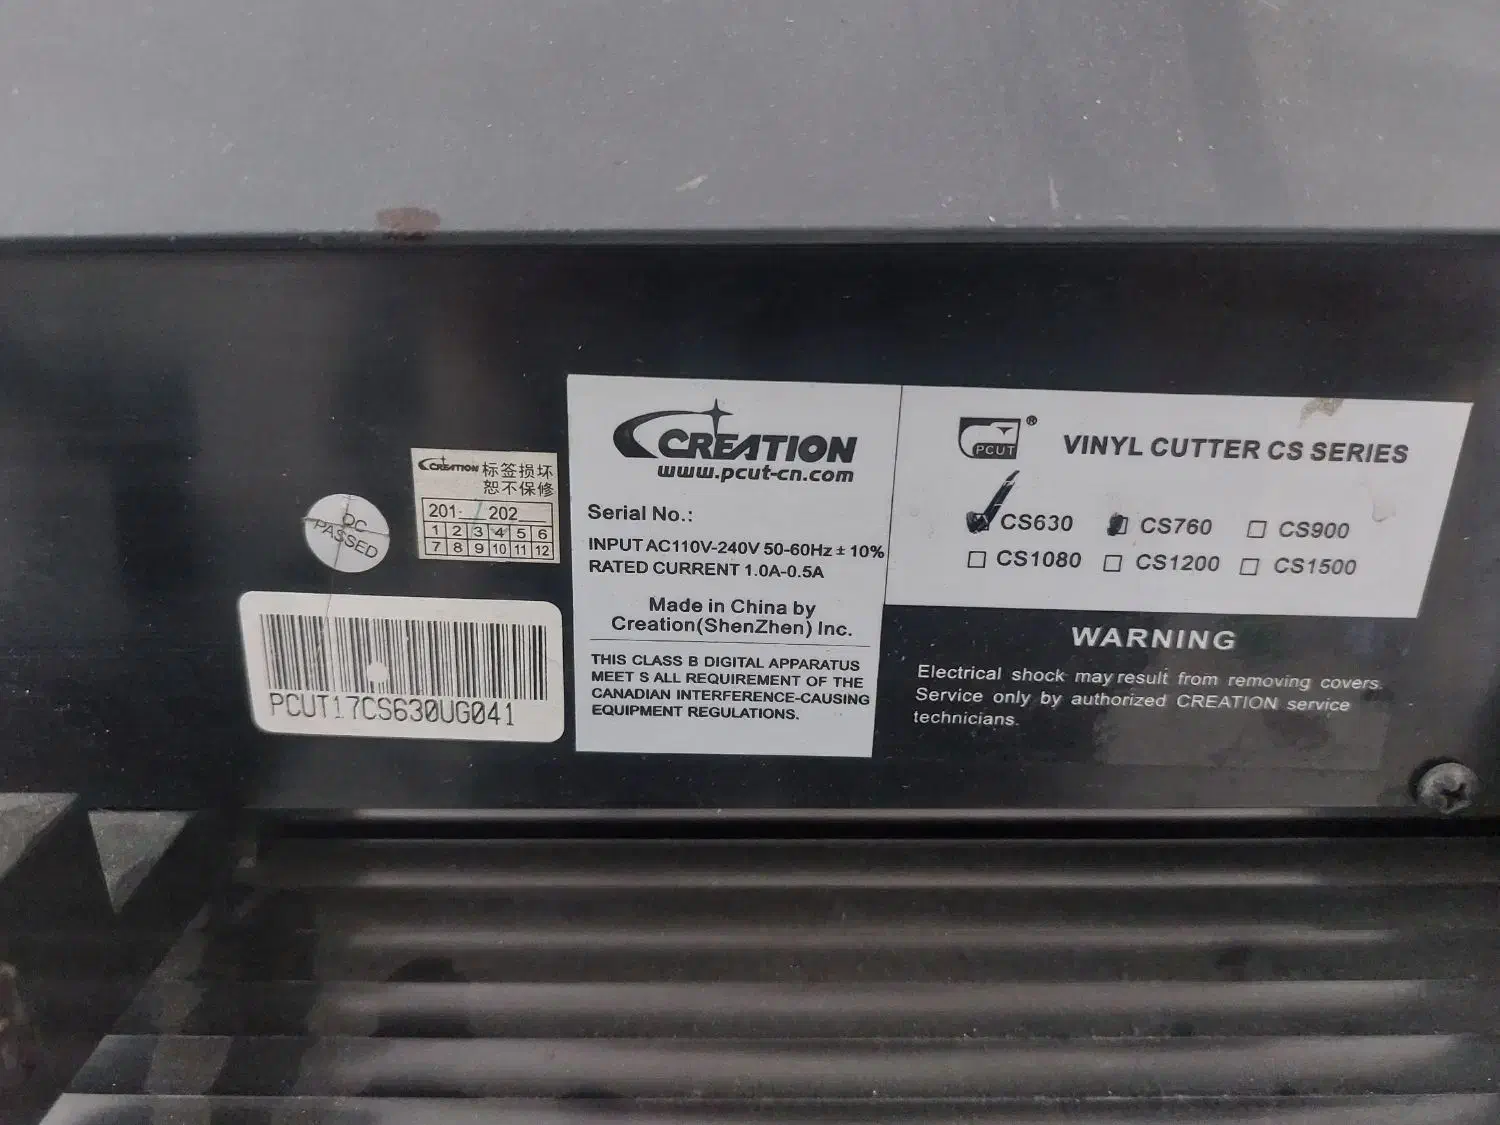 CREATION 标签损坏
恕不保修
201- 202
1 2 3 4 5 6
7 8 9 10 11 12
QC
PASSED
PCUT17CS630UG041
CREATION
www.pcut-cn.com
Serial No.:
INPUT AC110V-240V 50-60Hz ± 10%
RATED CURRENT 1.0A-0.5A
Made in China by
Creation(ShenZhen) Inc.
THIS CLASS B DIGITAL APPARATUS
MEET S ALL REQUIREMENT OF THE
CANADIAN INTERFERENCE-CAUSING
EQUIPMENT REGULATIONS.
PCUT® VINYL CUTTER CS SERIES
CS630 CS760 CS900
CS1080 CS1200 CS1500
WARNING
Electrical shock may result from removing covers.
Service only by authorized CREATION service
technicians.